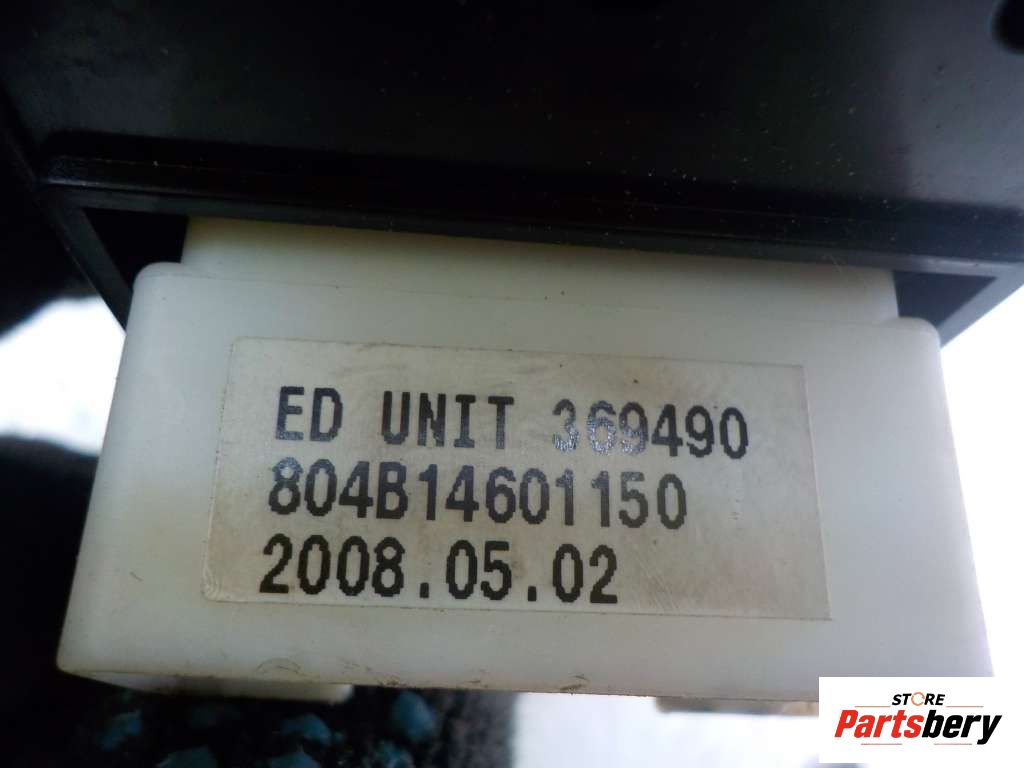 ED UNIT 369490
804B14601150
2008.05.02
STORE
Partsbery